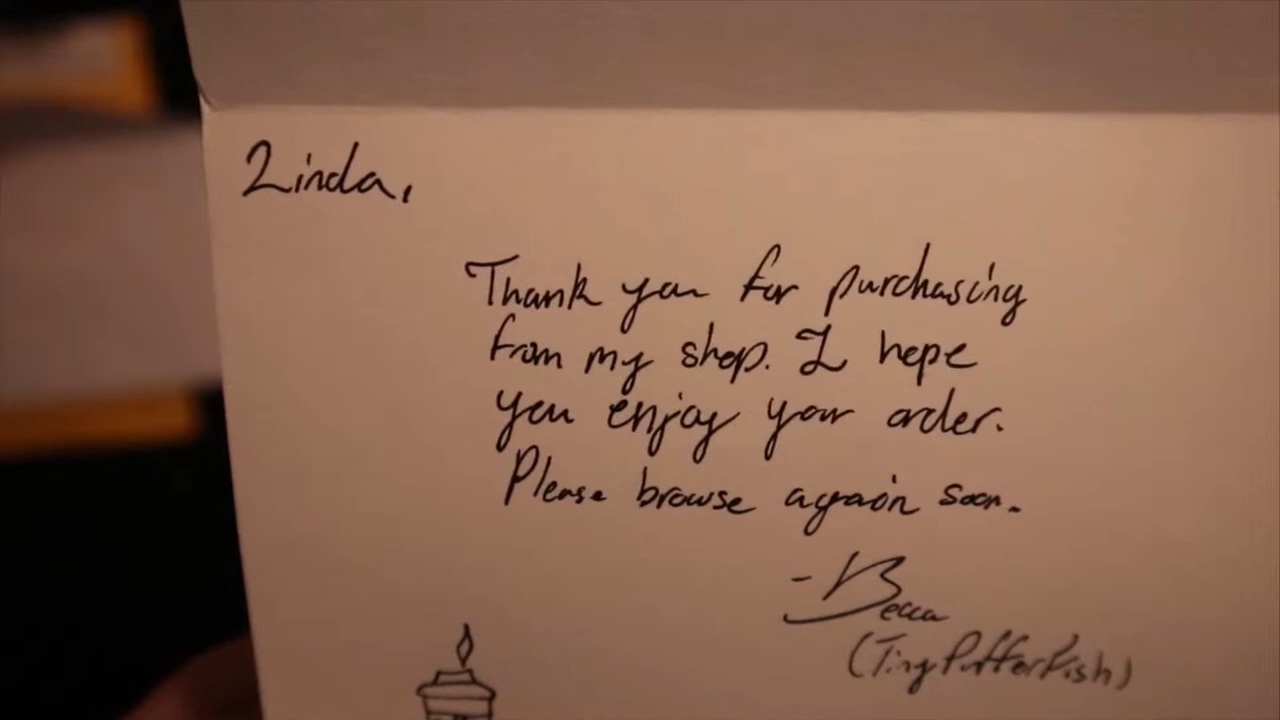 Linda,
Thank you for purchasing
from my shop. I hope
you enjoy your order.
Please browse again soon.
-Becca
(TinyPufferFish)